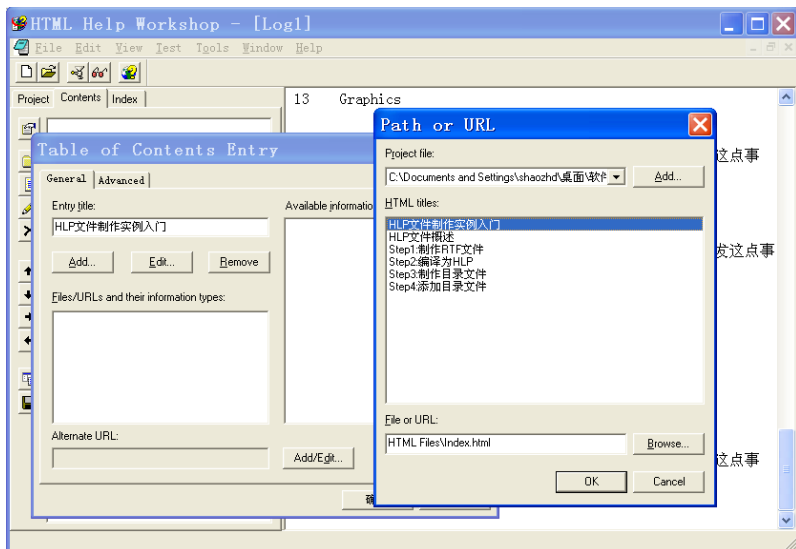 HTML Help Workshop - [Log1]
File Edit View Test Tools Window Help
Project Contents Index
13 Graphics
这点事
发这点事
这点事
Table of Contents Entry
General Advanced
Entry title:
HLP文件制作实例入门
Add... Edit... Remove
Files/URLs and their information types:
Available informatio
Alternate URL:
Add/Edit...
Path or URL
Project file:
C:\Documents and Settings\shaozhd\桌面\软件
Add...
HTML titles:
HLP文件制作实例入门
HLP文件概述
Step1:制作RTF文件
Step2:编译为HLP
Step3:制作目录文件
Step4:添加目录文件
File or URL:
HTML Files\Index.html
Browse...
OK Cancel